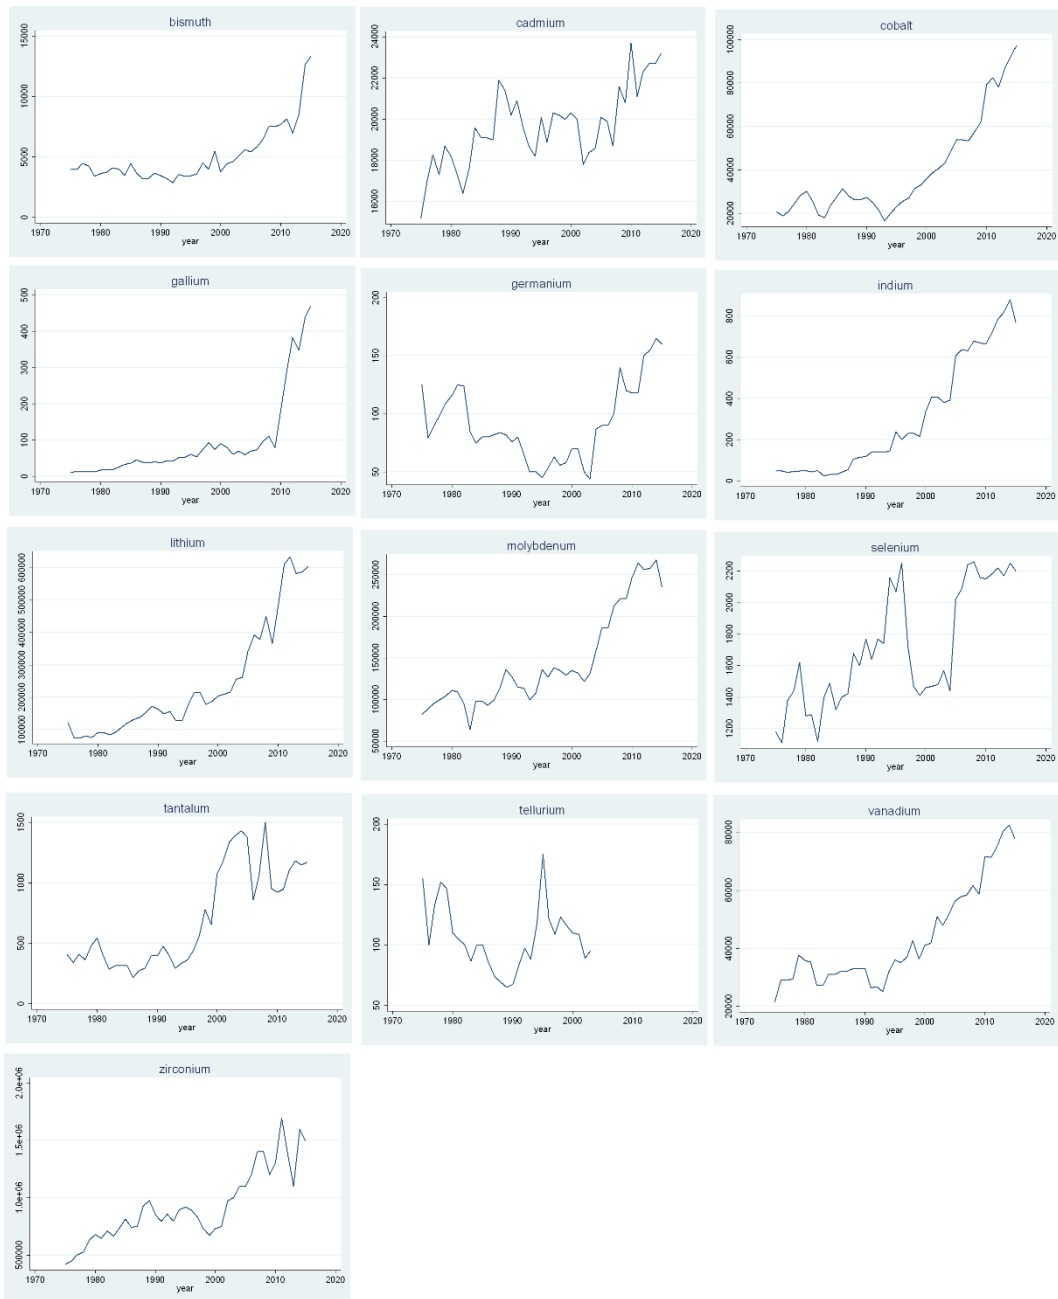 bismuth
15000
10000
5000
0
1970 1980 1990 2000 2010 2020
year
cadmium
24000
22000
20000
18000
16000
1970 1980 1990 2000 2010 2020
year
cobalt
100000
80000
60000
40000
20000
1970 1980 1990 2000 2010 2020
year
gallium
500
400
300
200
100
0
1970 1980 1990 2000 2010 2020
year
germanium
200
150
100
50
1970 1980 1990 2000 2010 2020
year
indium
800
600
400
200
0
1970 1980 1990 2000 2010 2020
year
lithium
600000
500000
400000
300000
200000
100000
1970 1980 1990 2000 2010 2020
year
molybdenum
250000
200000
150000
100000
50000
1970 1980 1990 2000 2010 2020
year
selenium
2200
2000
1800
1600
1400
1200
1970 1980 1990 2000 2010 2020
year
tantalum
1500
1000
500
0
1970 1980 1990 2000 2010 2020
year
tellurium
200
150
100
50
1970 1980 1990 2000 2010 2020
year
vanadium
80000
60000
40000
20000
1970 1980 1990 2000 2010 2020
year
zirconium
2.0e+06
1.5e+06
1.0e+06
500000
1970 1980 1990 2000 2010 2020
year